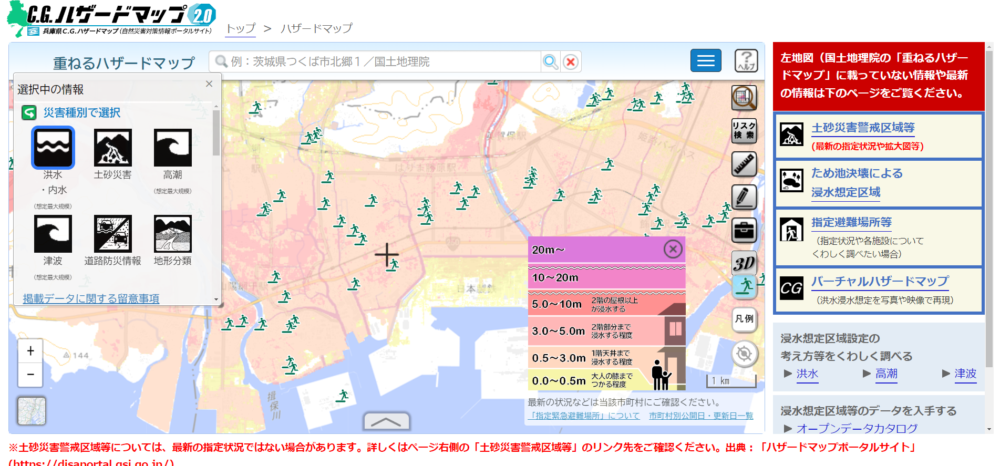 C.G.ハザードマップ 2.0
兵庫県C.G.ハザードマップ(自然災害対策情報ポータルサイト)
トップ > ハザードマップ
重ねるハザードマップ
例：茨城県つくば市北郷１／国土地理院
ヘルプ
選択中の情報
災害種別で選択
洪水
・内水
(想定最大規模)
土砂災害
高潮
(想定最大規模)
津波
(想定最大規模)
道路防災情報
地形分類
掲載データに関する留意事項
+
−
144
揖保川
はりま勝原駅
姫路バイパス
日本製鉄
リスク
検索
3D
凡例
20m～
10～20m
5.0～10m 2階の屋根以上
が浸水する
3.0～5.0m 2階部分まで
浸水する程度
0.5～3.0m 1階天井まで
浸水する程度
0.0～0.5m 大人の膝まで
つかる程度
1 km
最新の状況などは当該市町村にご確認ください。
「指定緊急避難場所」について 市町村別公開日・更新日一覧
左地図（国土地理院の「重ねるハザー
ドマップ」に載っていない情報や最新
の情報は下のページをご覧ください。
土砂災害警戒区域等
(最新の指定状況や拡大図等)
ため池決壊による
浸水想定区域
指定避難場所等
（指定状況や各施設について
くわしく調べたい場合）
CG
バーチャルハザードマップ
（洪水浸水想定を写真や映像で再現）
浸水想定区域設定の
考え方等をくわしく調べる
▶ 洪水 ▶ 高潮 ▶ 津波
浸水想定区域等のデータを入手する
▶ オープンデータカタログ
※土砂災害警戒区域等については、最新の指定状況ではない場合があります。詳しくはページ右側の「土砂災害警戒区域等」のリンク先をご確認ください。出典：「ハザードマップポータルサイト」
(https://disaportal.gsi.go.jp/)